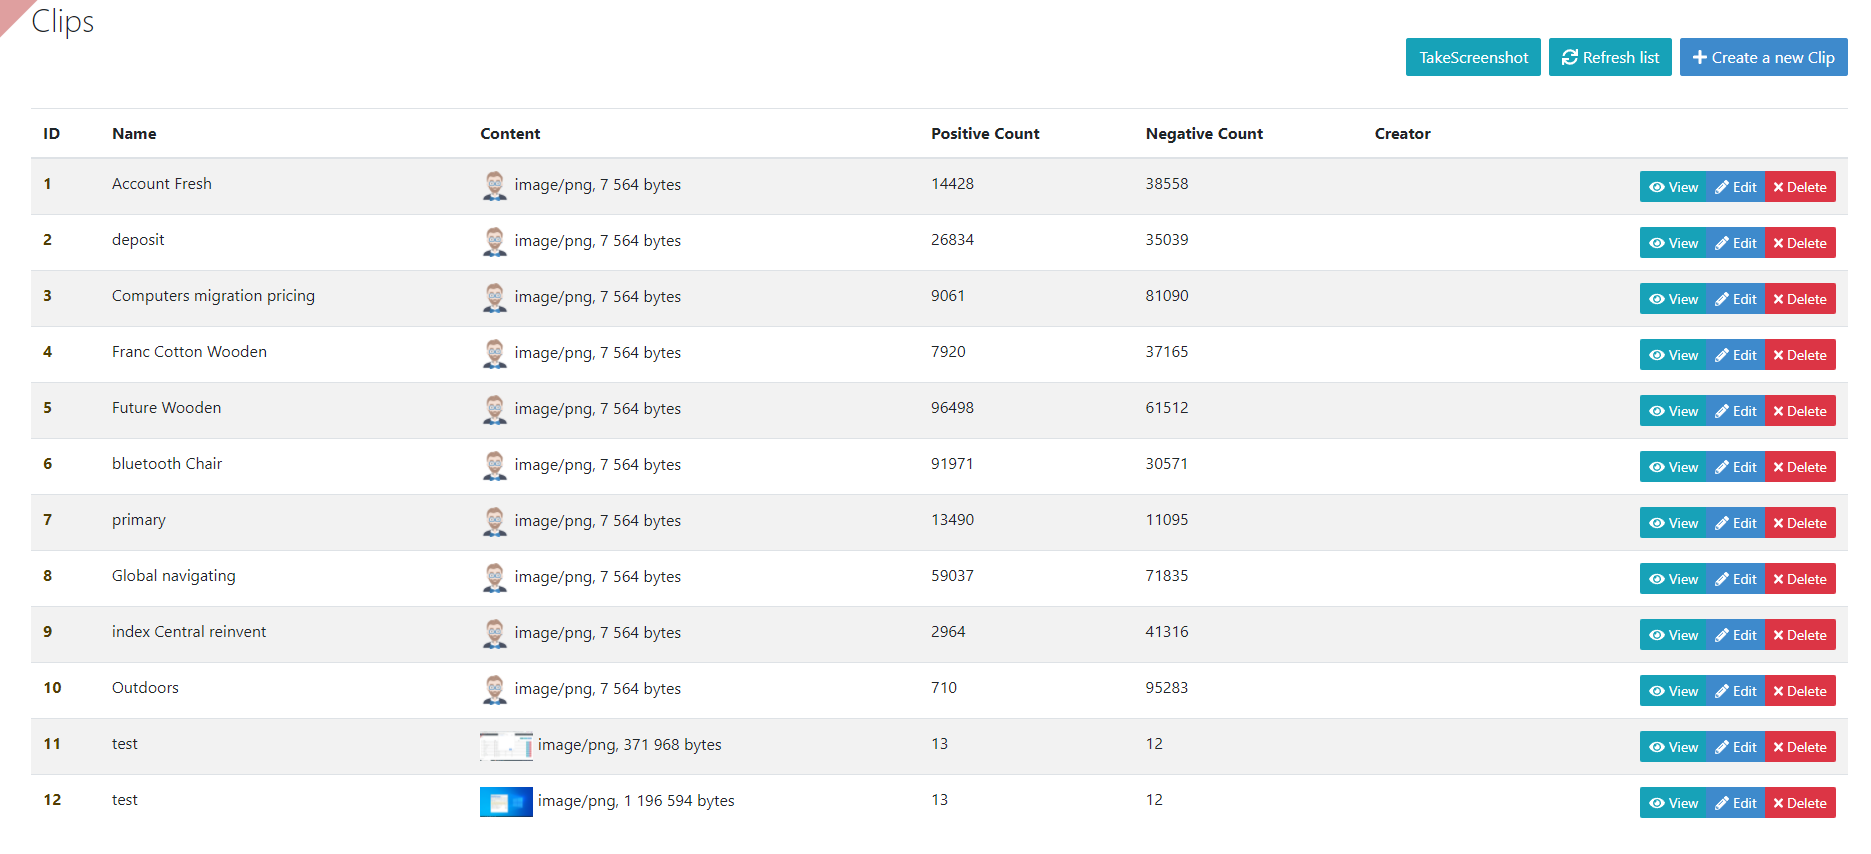 Clips
TakeScreenshot Refresh list Create a new Clip
ID Name Content Positive Count Negative Count Creator
1 Account Fresh image/png, 7 564 bytes 14428 38558 View Edit Delete
2 deposit image/png, 7 564 bytes 26834 35039 View Edit Delete
3 Computers migration pricing image/png, 7 564 bytes 9061 81090 View Edit Delete
4 Franc Cotton Wooden image/png, 7 564 bytes 7920 37165 View Edit Delete
5 Future Wooden image/png, 7 564 bytes 96498 61512 View Edit Delete
6 bluetooth Chair image/png, 7 564 bytes 91971 30571 View Edit Delete
7 primary image/png, 7 564 bytes 13490 11095 View Edit Delete
8 Global navigating image/png, 7 564 bytes 59037 71835 View Edit Delete
9 index Central reinvent image/png, 7 564 bytes 2964 41316 View Edit Delete
10 Outdoors image/png, 7 564 bytes 710 95283 View Edit Delete
11 test image/png, 371 968 bytes 13 12 View Edit Delete
12 test image/png, 1 196 594 bytes 13 12 View Edit Delete